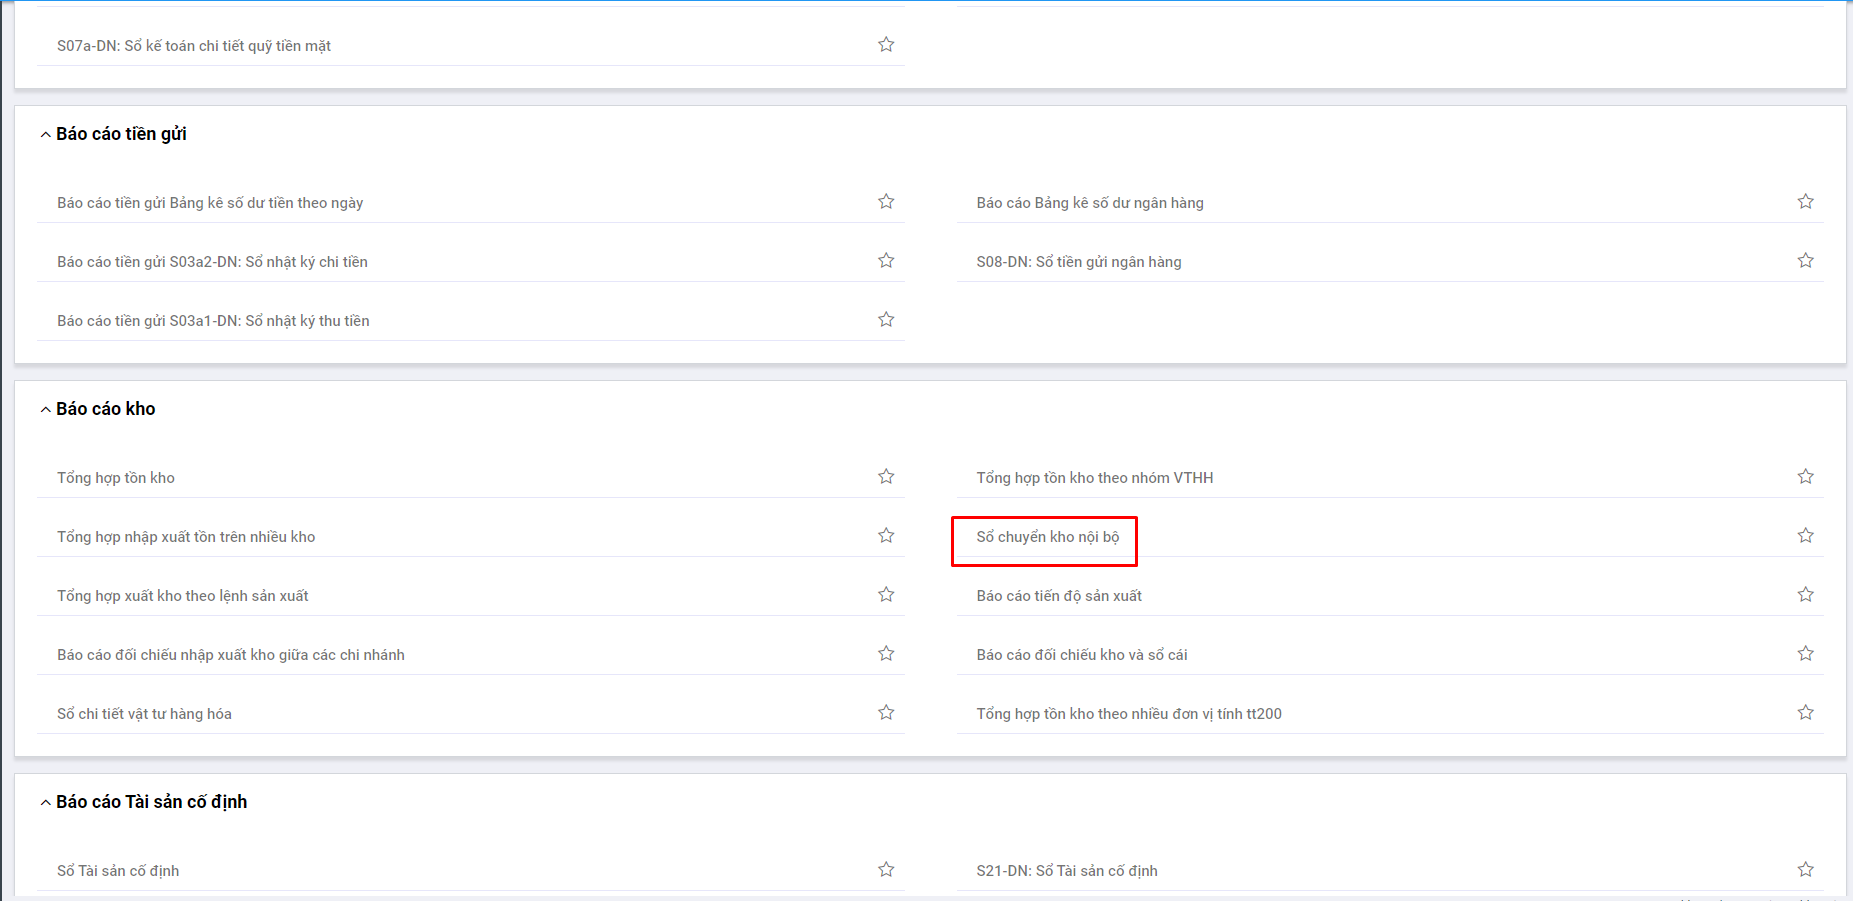 S07a-DN: Sổ kế toán chi tiết quỹ tiền mặt
Báo cáo tiền gửi
Báo cáo tiền gửi Bảng kê số dư tiền theo ngày
Báo cáo Bảng kê số dư ngân hàng
Báo cáo tiền gửi S03a2-DN: Sổ nhật ký chi tiền
S08-DN: Sổ tiền gửi ngân hàng
Báo cáo tiền gửi S03a1-DN: Sổ nhật ký thu tiền
Báo cáo kho
Tổng hợp tồn kho
Tổng hợp tồn kho theo nhóm VTHH
Tổng hợp nhập xuất tồn trên nhiều kho
Sổ chuyển kho nội bộ
Tổng hợp xuất kho theo lệnh sản xuất
Báo cáo tiến độ sản xuất
Báo cáo đối chiếu nhập xuất kho giữa các chi nhánh
Báo cáo đối chiếu kho và sổ cái
Sổ chi tiết vật tư hàng hóa
Tổng hợp tồn kho theo nhiều đơn vị tính tt200
Báo cáo Tài sản cố định
Sổ Tài sản cố định
S21-DN: Sổ Tài sản cố định